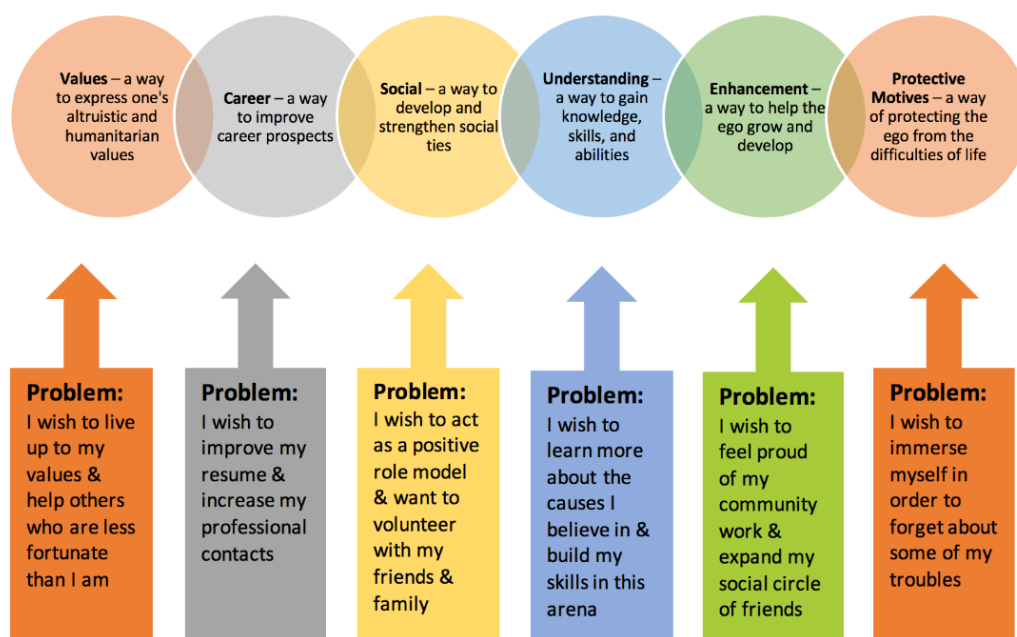 Values – a way
to express one's
altruistic and
humanitarian
values
Career – a way
to improve
career prospects
Social – a way to
develop and
strengthen social
ties
Understanding –
a way to gain
knowledge,
skills, and
abilities
Enhancement –
a way to help the
ego grow and
develop
Protective
Motives – a way
of protecting the
ego from the
difficulties of life
Problem:
I wish to live
up to my
values &
help others
who are less
fortunate
than I am
Problem:
I wish to
improve my
resume &
increase my
professional
contacts
Problem:
I wish to act
as a positive
role model
& want to
volunteer
with my
friends &
family
Problem:
I wish to
learn more
about the
causes I
believe in &
build my
skills in this
arena
Problem:
I wish to
feel proud
of my
community
work &
expand my
social circle
of friends
Problem:
I wish to
immerse
myself in
order to
forget about
some of my
troubles